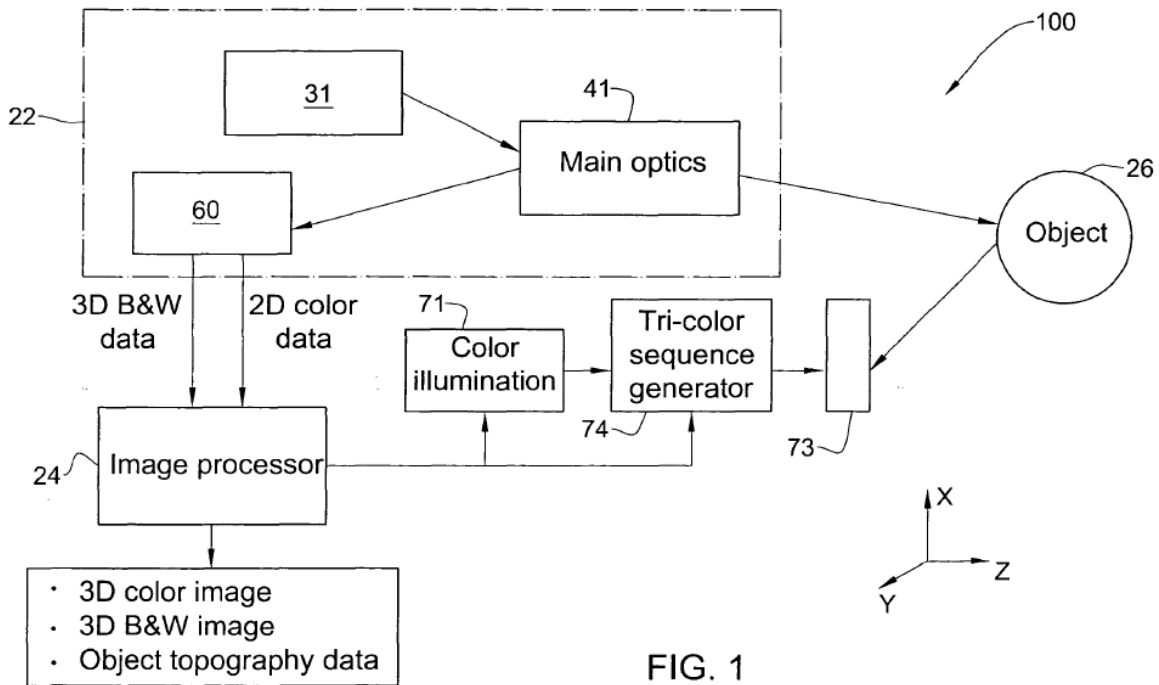 100
22
31
41
Main optics
26
Object
60
3D B&W
data
2D color
data
71
Color
illumination
Tri-color
sequence
generator
74
73
24
Image processor
X
Z
Y
· 3D color image
· 3D B&W image
· Object topography data
FIG. 1